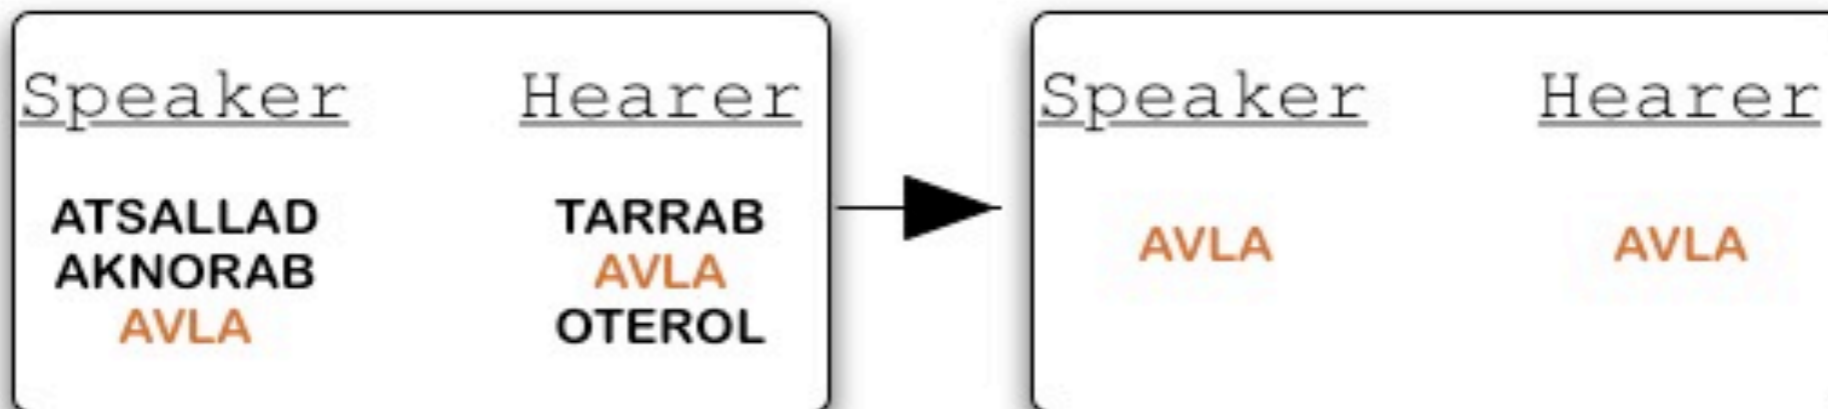 Speaker Hearer
ATSALLAD TARRAB
AKNORAB AVLA
AVLA OTEROL
Speaker Hearer
AVLA AVLA